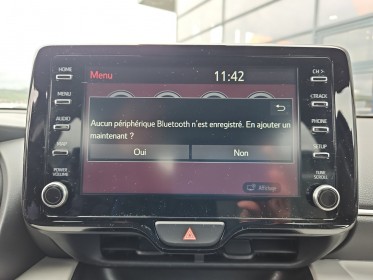 HOME
MENU
AUDIO
MAP
POWER
VOLUME
Menu
11:42
Aucun périphérique Bluetooth n'est enregistré. En ajouter un
maintenant ?
Oui
Non
CH
PHONE
SETUP
TUNE
SCROLL